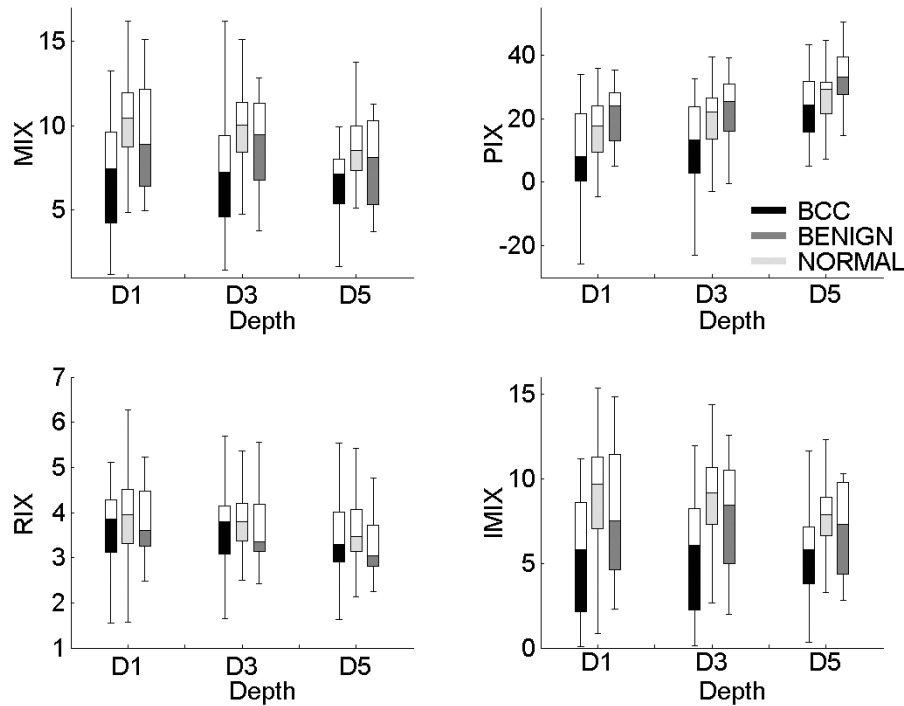 MIX
15
10
5
D1 D3 D5
Depth
PIX
40
20
0
-20
BCC
BENIGN
NORMAL
D1 D3 D5
Depth
RIX
7
6
5
4
3
2
1
D1 D3 D5
Depth
IMIX
15
10
5
0
D1 D3 D5
Depth